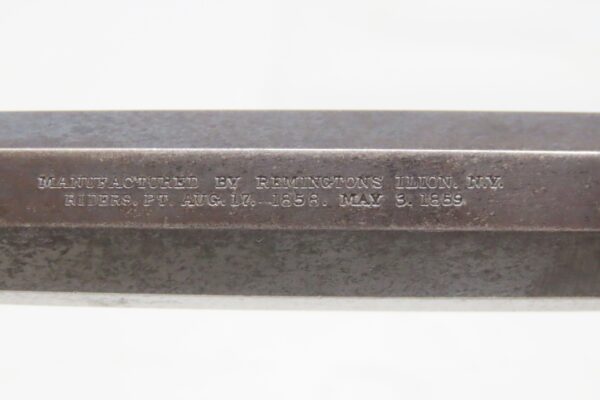 MANUFACTURED BY REMINGTONS ILION. N.Y.
RIDERS. PT. AUG. 17. 1858. MAY 3. 1859